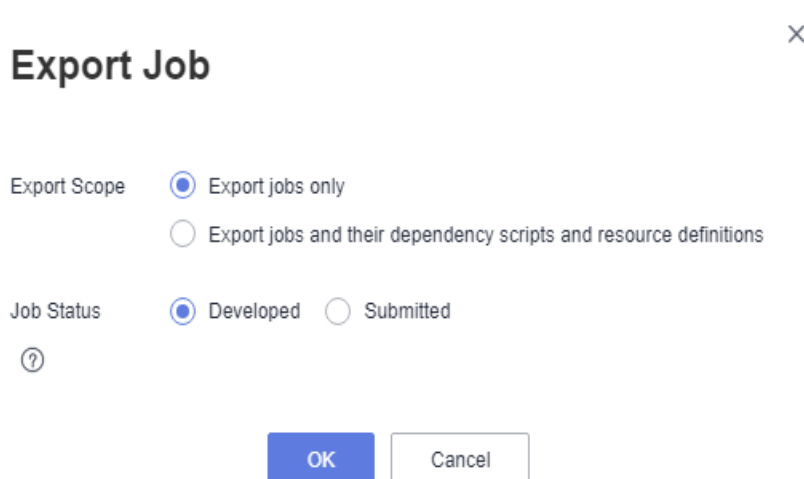 Export Job
Export Scope Export jobs only
Export jobs and their dependency scripts and resource definitions
Job Status Developed Submitted
?
OK Cancel